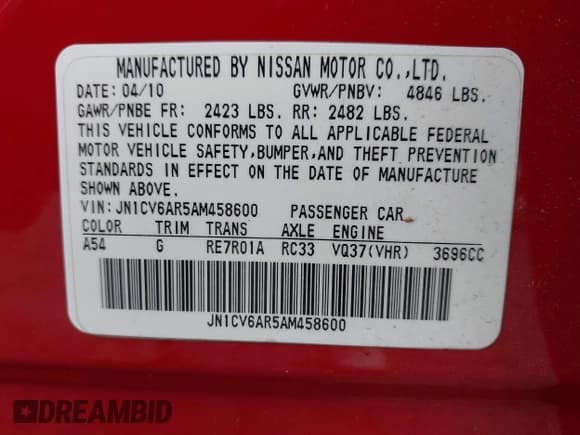 MANUFACTURED BY NISSAN MOTOR CO.,LTD.
DATE: 04/10 GVWR/PNBV: 4846 LBS.
GAWR/PNBE FR: 2423 LBS. RR: 2482 LBS.
THIS VEHICLE CONFORMS TO ALL APPLICABLE FEDERAL
MOTOR VEHICLE SAFETY,BUMPER,AND THEFT PREVENTION
STANDARDS IN EFFECT ON THE DATE OF MANUFACTURE
SHOWN ABOVE.
VIN: JN1CV6AR5AM458600 PASSENGER CAR
COLOR TRIM TRANS AXLE ENGINE
A54 G RE7R01A RC33 VQ37(VHR) 3696CC
JN1CV6AR5AM458600
DREAMBID